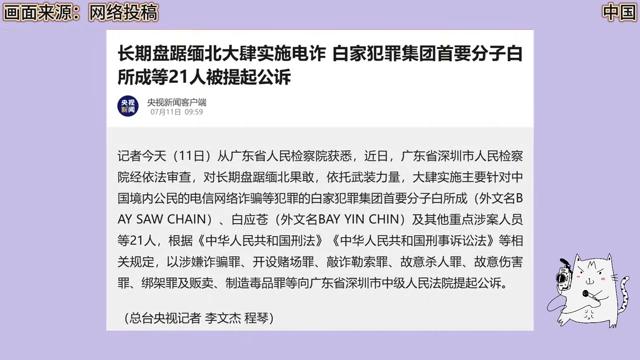 画面来源：网络投稿
中国
长期盘踞缅北大肆实施电诈 白家犯罪集团首要分子白
所成等21人被提起公诉
央视新闻
央视新闻客户端
07月11日 09:59
记者今天（11日）从广东省人民检察院获悉，近日，广东省深圳市人民检察
院经依法审查，对长期盘踞缅北果敢，依托武装力量，大肆实施主要针对中
国境内公民的电信网络诈骗等犯罪的白家犯罪集团首要分子白所成（外文名B
AY SAW CHAIN）、白应苍（外文名BAY YIN CHIN）及其他重点涉案人员
等21人，根据《中华人民共和国刑法》《中华人民共和国刑事诉讼法》等相
关规定，以涉嫌诈骗罪、开设赌场罪、敲诈勒索罪、故意杀人罪、故意伤害
罪、绑架罪及贩卖、制造毒品罪等向广东省深圳市中级人民法院提起公诉。
（总台央视记者 李文杰 程琴）